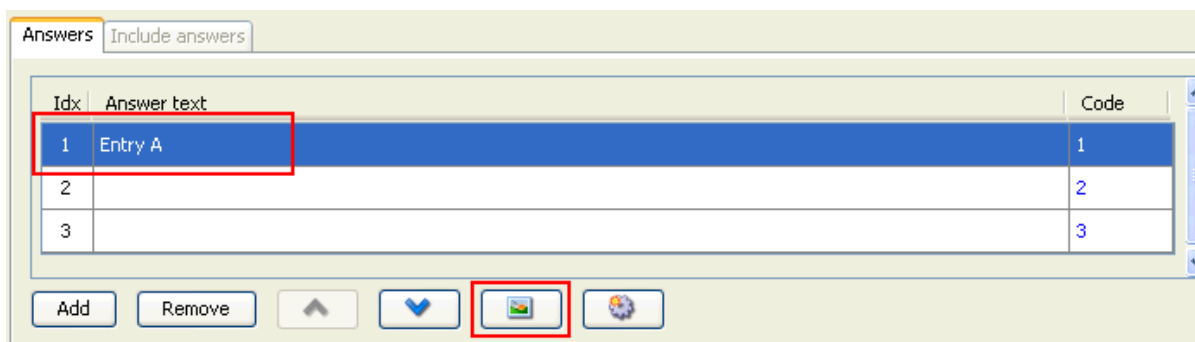 Answers Include answers
Idx Answer text Code
1 Entry A 1
2 2
3 3
Add Remove